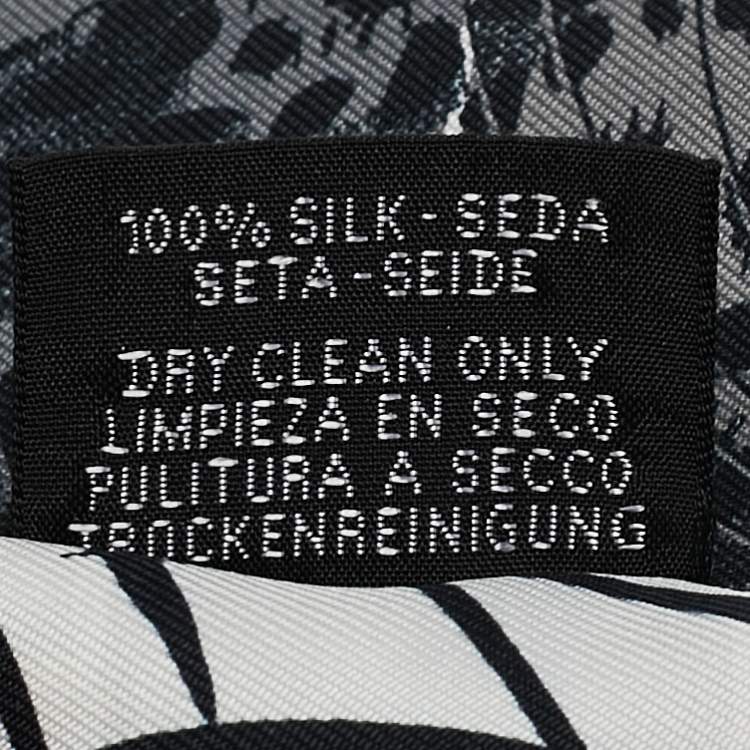 100% SILK-SEDA
SETA-SEIDE
DRY CLEAN ONLY
LIMPIEZA EN SECO
PULITURA A SECCO
TROCKENREINIGUNG